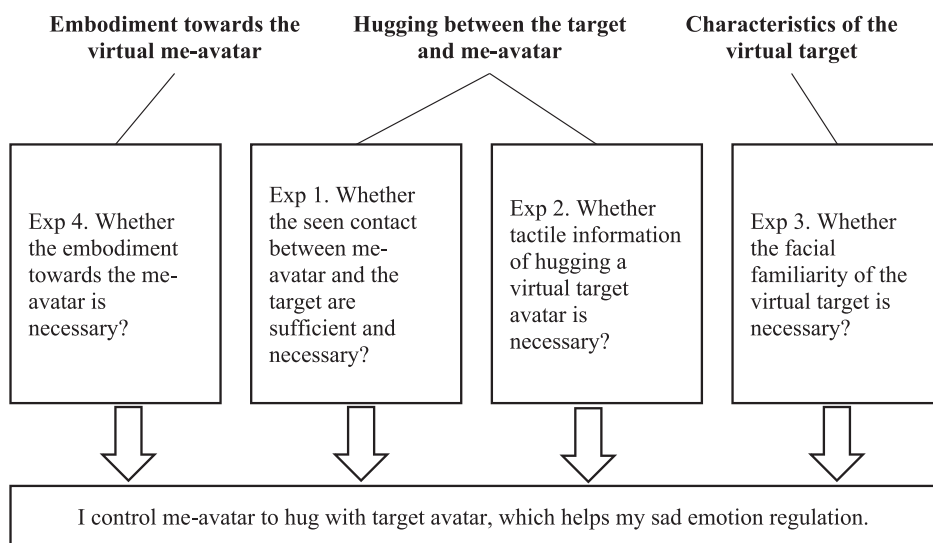 Embodiment towards the
virtual me-avatar
Hugging between the target
and me-avatar
Characteristics of the
virtual target
Exp 4. Whether
the embodiment
towards the me-
avatar is
necessary?
Exp 1. Whether
the seen contact
between me-
avatar and the
target are
sufficient and
necessary?
Exp 2. Whether
tactile information
of hugging a
virtual target
avatar is
necessary?
Exp 3. Whether
the facial
familiarity of the
virtual target is
necessary?
I control me-avatar to hug with target avatar, which helps my sad emotion regulation.